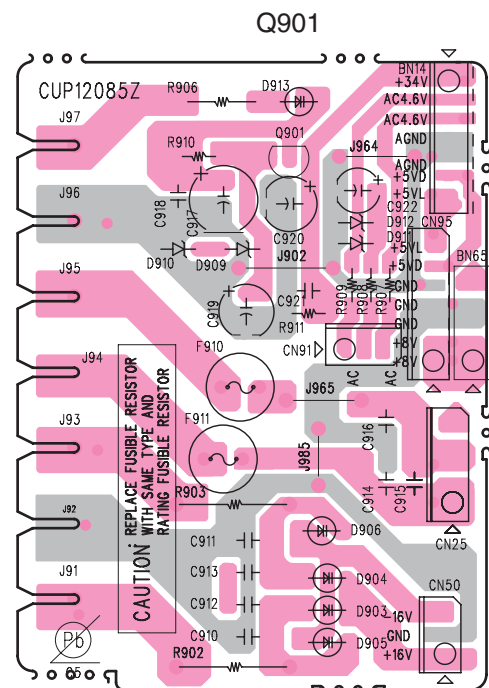 Q901
CUP12085Z
R906
D913
BN14
+34V
AC4.6V
AC4.6V
AGND
AGND
+5VD
+5VL
J97
R910
Q901
J964
J96
C918
C917
C920
C922
D912
D911
CN95
+5VL
+5VD
BN65
D910
D909
J902
J95
C919
C921
R911
R909
R908
R907
GND
GND
GND
+8V
+8V
F910
CN91
AC
AC
J94
J965
F911
J93
CAUTION
REPLACE FUSIBLE RESISTOR
WITH SAME TYPE AND
RATING FUSIBLE RESISTOR
C916
J985
R903
C914
C915
J92
D906
CN25
C911
C913
D904
CN50
J91
C912
D903
-16V
C910
D905
GND
+16V
Pb
R902